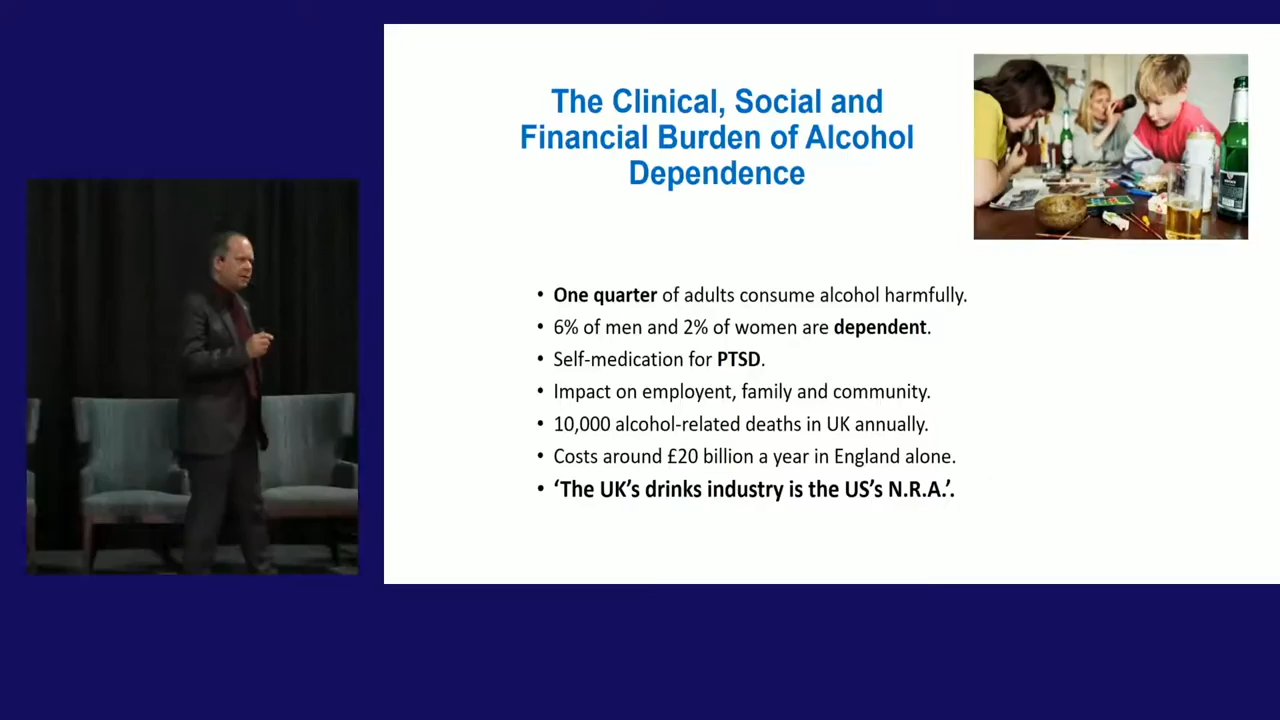 The Clinical, Social and
Financial Burden of Alcohol
Dependence
• One quarter of adults consume alcohol harmfully.
• 6% of men and 2% of women are dependent.
• Self-medication for PTSD.
• Impact on employent, family and community.
• 10,000 alcohol-related deaths in UK annually.
• Costs around £20 billion a year in England alone.
• ‘The UK’s drinks industry is the US’s N.R.A.’.